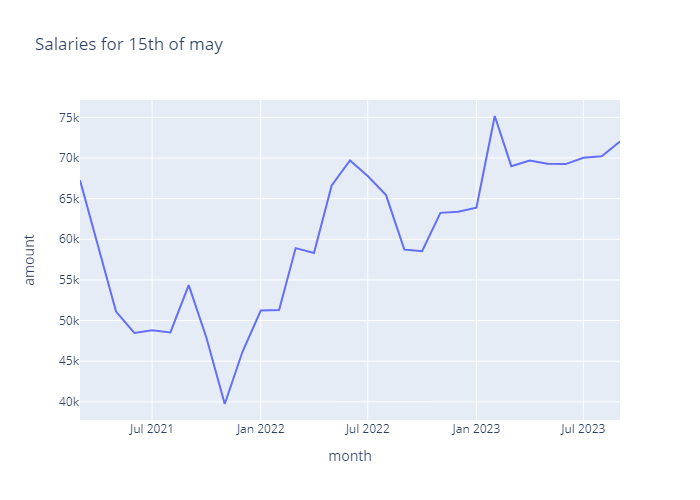 Salaries for 15th of may
75k
70k
65k
60k
55k
50k
45k
40k
amount
Jul 2021 Jan 2022 Jul 2022 Jan 2023 Jul 2023
month